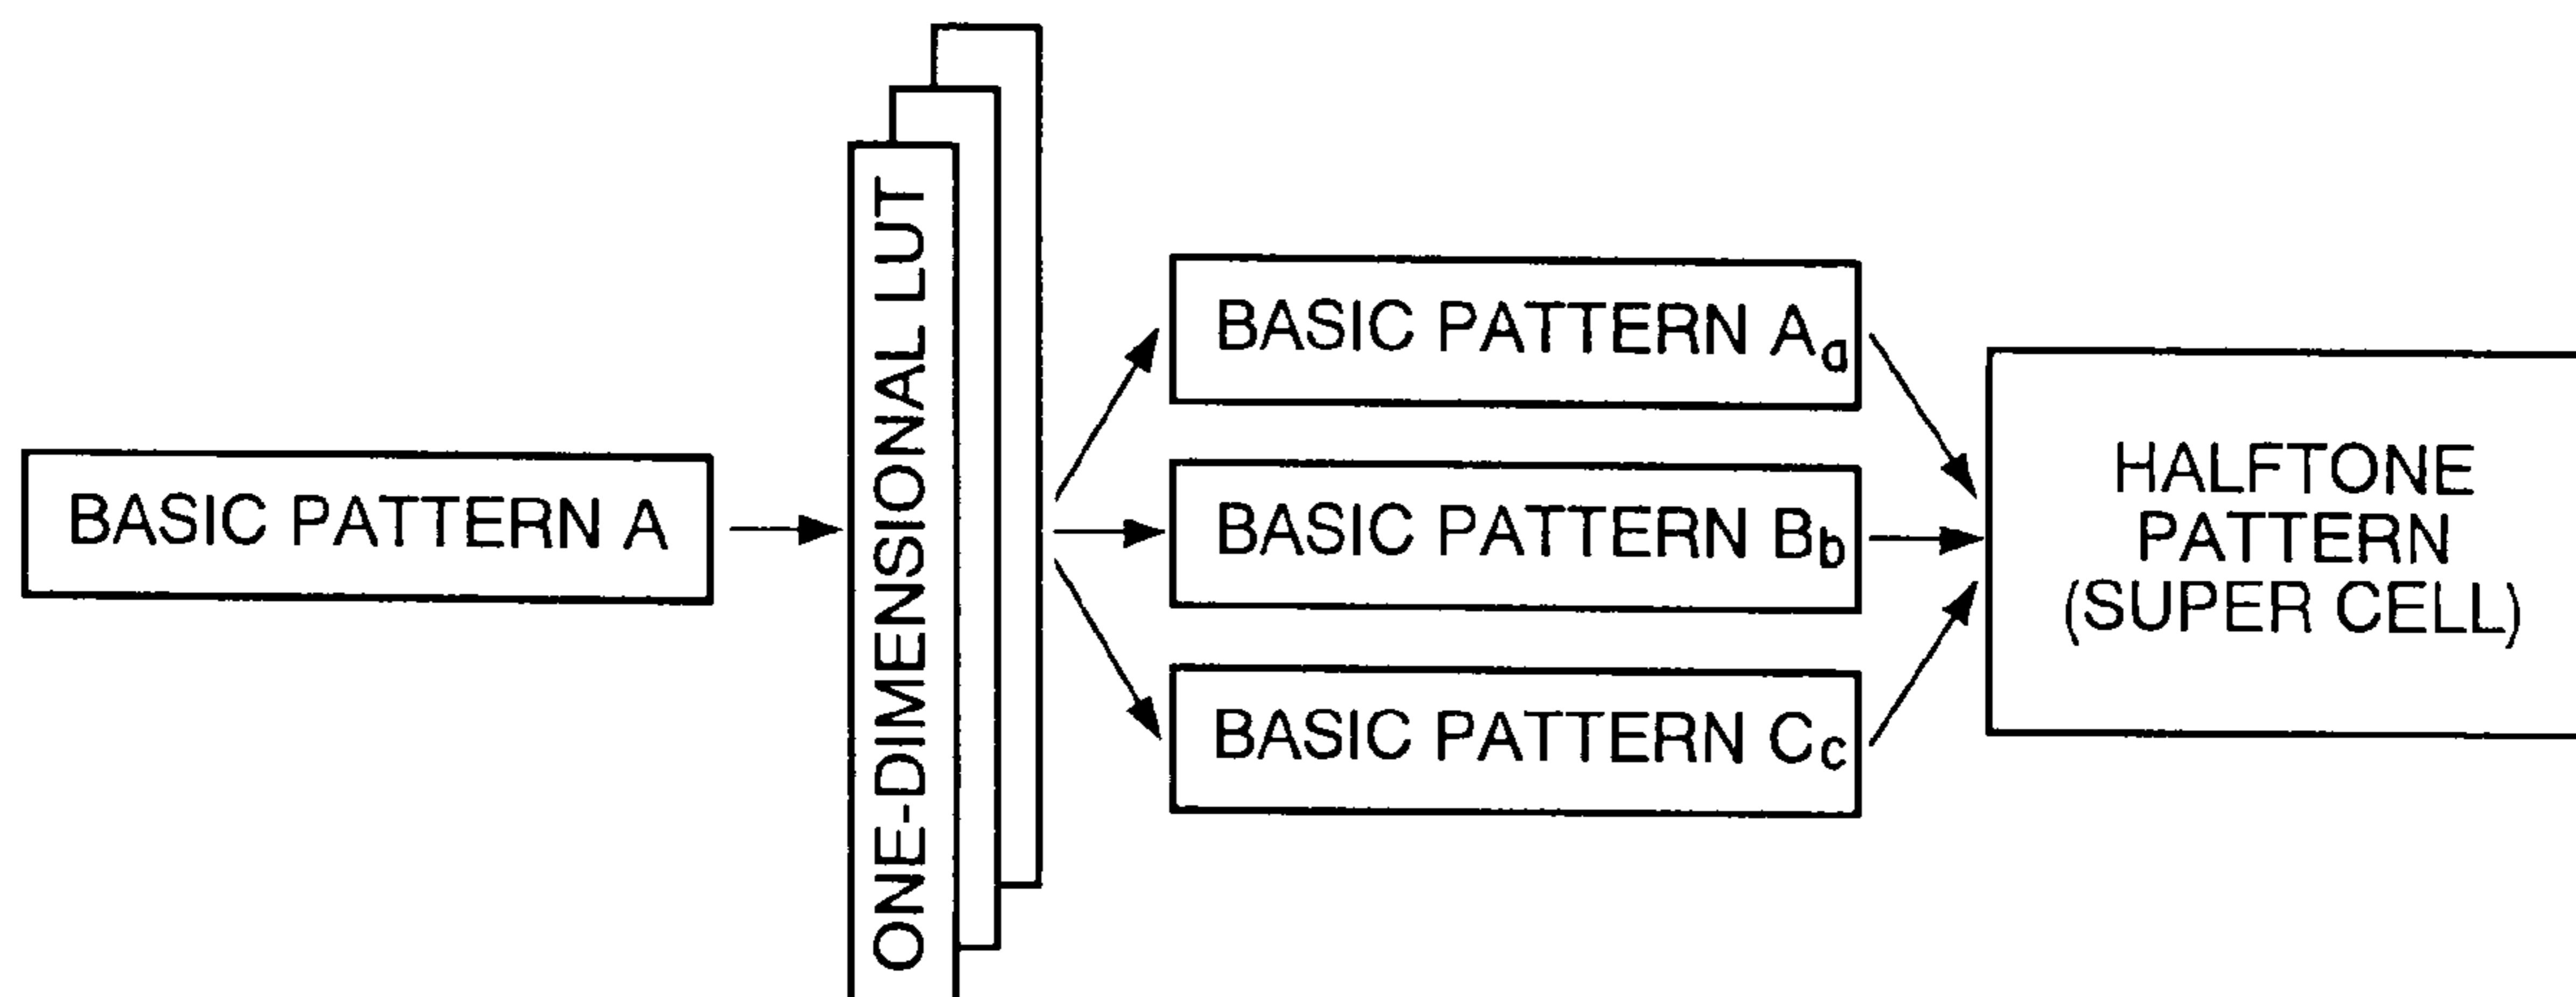 BASIC PATTERN A
ONE-DIMENSIONAL LUT
BASIC PATTERN Aa
BASIC PATTERN Bb
BASIC PATTERN Cc
HALFTONE
PATTERN
(SUPER CELL)